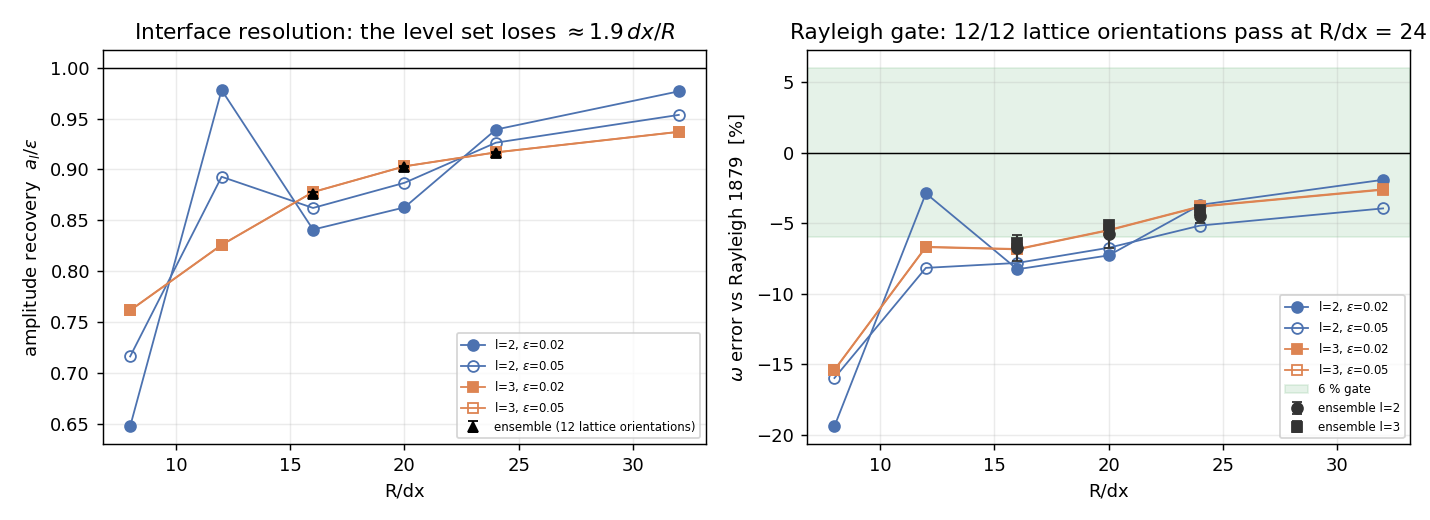 Interface resolution: the level set loses ≈ 1.9 dx/R
1.00
0.95
0.90
0.85
0.80
0.75
0.70
0.65
amplitude recovery a_l/ε
10
15
20
25
30
R/dx
l=2, ε=0.02
l=2, ε=0.05
l=3, ε=0.02
l=3, ε=0.05
ensemble (12 lattice orientations)
Rayleigh gate: 12/12 lattice orientations pass at R/dx = 24
5
0
−5
−10
−15
−20
ω error vs Rayleigh 1879 [%]
10
15
20
25
30
R/dx
l=2, ε=0.02
l=2, ε=0.05
l=3, ε=0.02
l=3, ε=0.05
6 % gate
ensemble l=2
ensemble l=3